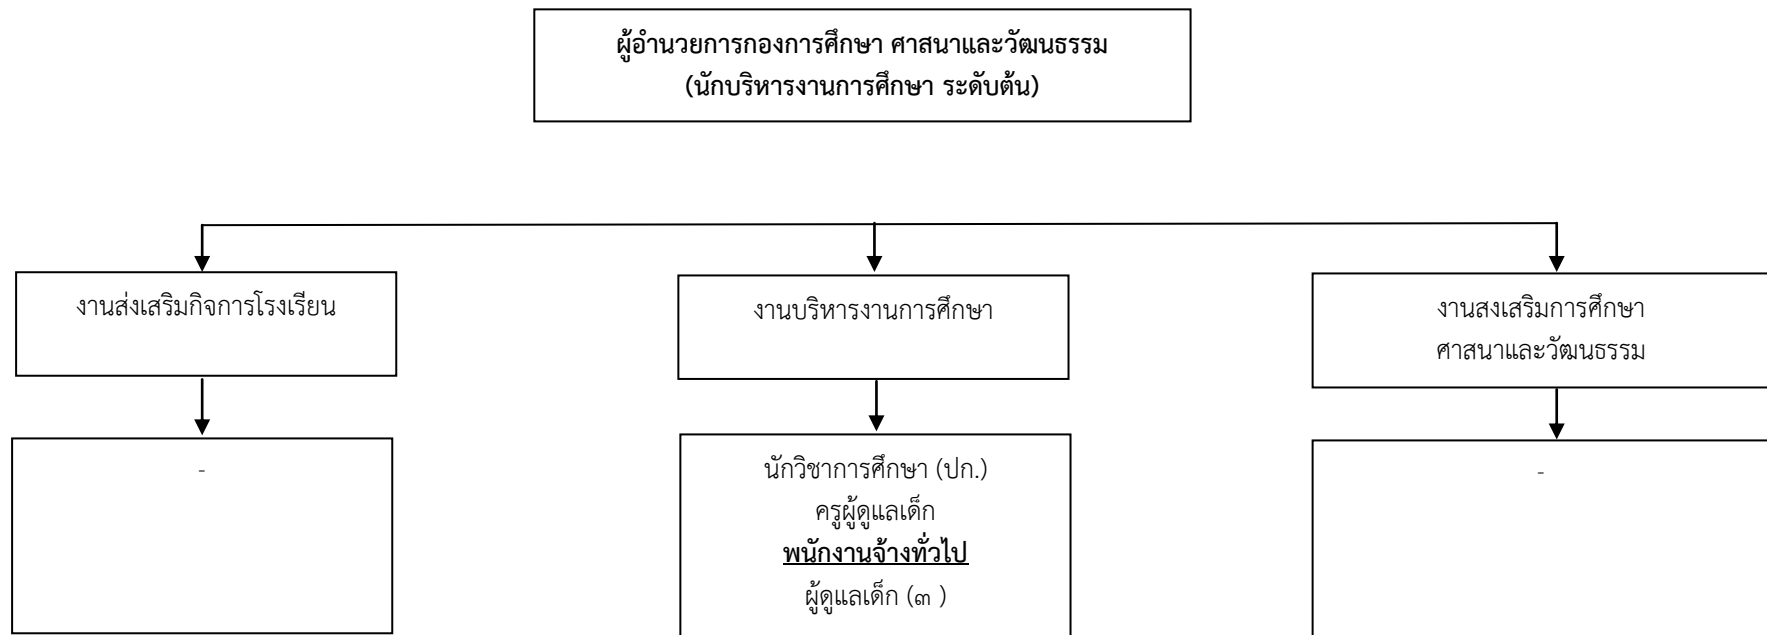 ผู้อำนวยการกองการศึกษา ศาสนาและวัฒนธรรม
(นักบริหารงานการศึกษา ระดับต้น)
งานส่งเสริมกิจการโรงเรียน
งานบริหารงานการศึกษา
งานสงเสริมการศึกษา
ศาสนาและวัฒนธรรม
-
นักวิชาการศึกษา (ปก.)
ครูผู้ดูแลเด็ก
พนักงานจ้างทั่วไป
ผู้ดูแลเด็ก (๓ )
-